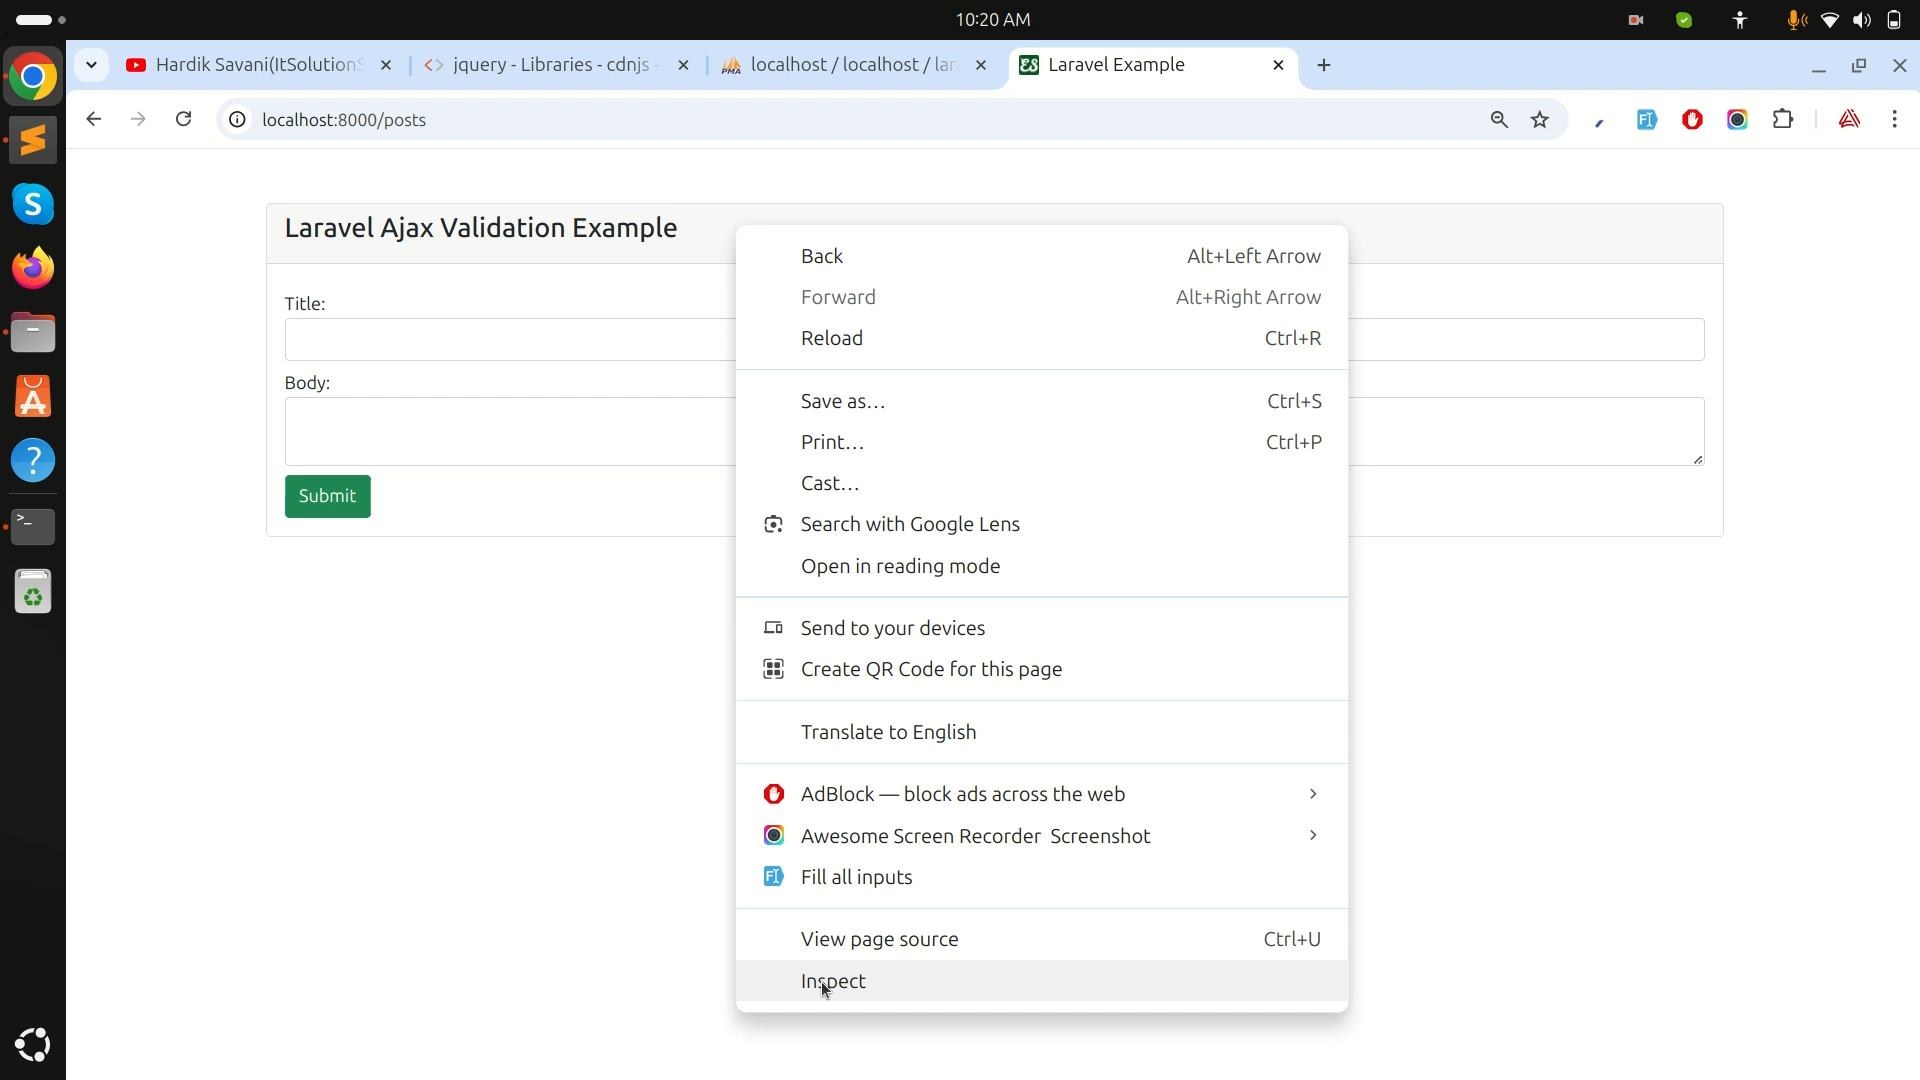 10:20 AM
Hardik Savani(ItSolutionS
jquery - Libraries - cdnjs -
localhost / localhost / lar
Laravel Example
localhost:8000/posts
Laravel Ajax Validation Example
Title:
Body:
Submit
Back Alt+Left Arrow
Forward Alt+Right Arrow
Reload Ctrl+R
Save as... Ctrl+S
Print... Ctrl+P
Cast...
Search with Google Lens
Open in reading mode
Send to your devices
Create QR Code for this page
Translate to English
AdBlock — block ads across the web
Awesome Screen Recorder Screenshot
Fill all inputs
View page source Ctrl+U
Inspect